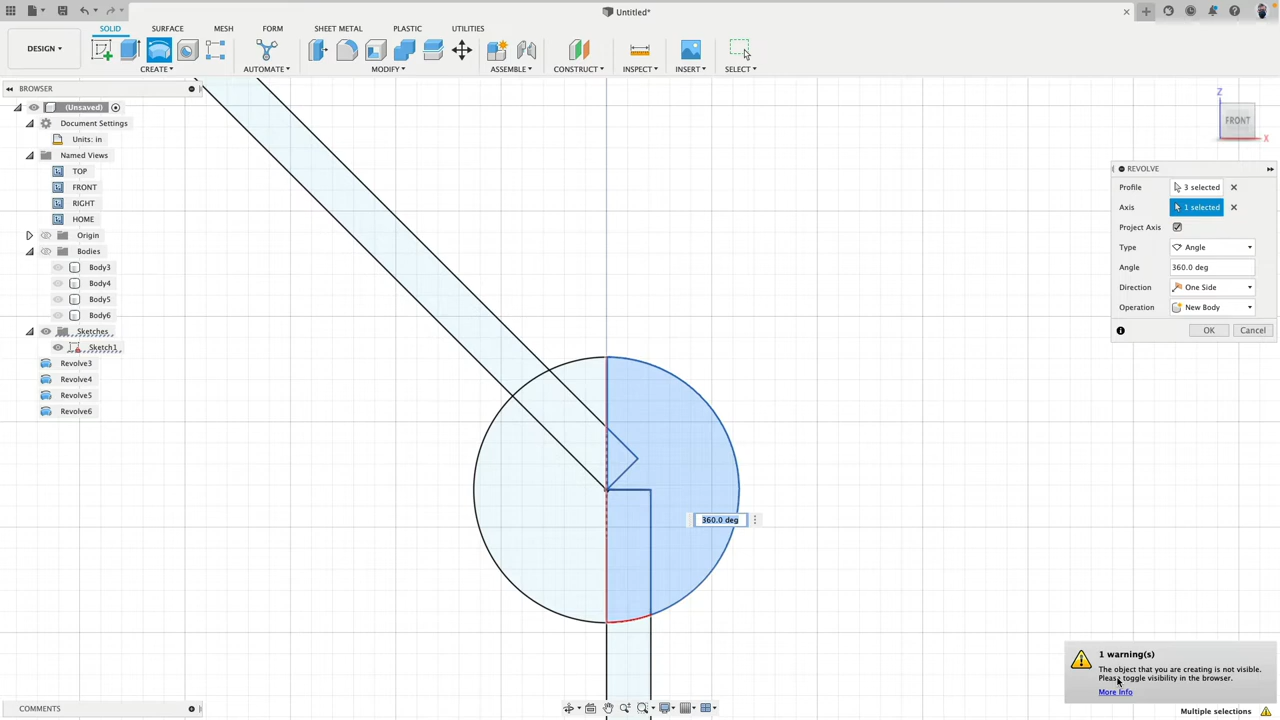 Untitled*
SOLID
SURFACE
MESH
SHEET METAL
PLASTIC
UTILITIES
DESIGN
CREATE
AUTOMATE
MODIFY
ASSEMBLE
CONSTRUCT
INSPECT
INSERT
SELECT
BROWSER
(Unsaved)
Document Settings
Units: in
Named Views
TOP
FRONT
RIGHT
HOME
Origin
Bodies
Body3
Body4
Body5
Body6
Sketches
Sketch1
Revolve3
Revolve4
Revolve5
Revolve6
Z
FRONT
X
REVOLVE
Profile
3 selected
Axis
1 selected
Project Axis
Type
Angle
Angle
360.0 deg
Direction
One Side
Operation
New Body
OK
Cancel
360.0 deg
1 warning(s)
The object that you are creating is not visible.
Please toggle visibility in the browser.
More Info
COMMENTS
Multiple selections